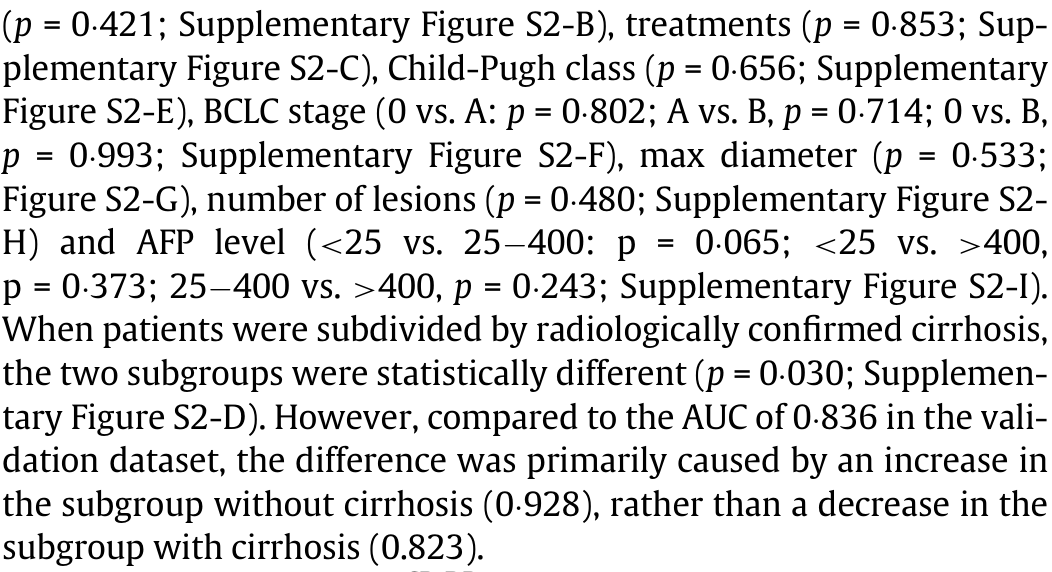 (p = 0·421; Supplementary Figure S2-B), treatments (p = 0·853; Sup-
plementary Figure S2-C), Child-Pugh class (p = 0·656; Supplementary
Figure S2-E), BCLC stage (0 vs. A: p = 0·802; A vs. B, p = 0·714; 0 vs. B,
p = 0·993; Supplementary Figure S2-F), max diameter (p = 0·533;
Figure S2-G), number of lesions (p = 0·480; Supplementary Figure S2-
H) and AFP level (<25 vs. 25–400: p = 0·065; <25 vs. >400,
p = 0·373; 25–400 vs. >400, p = 0·243; Supplementary Figure S2-I).
When patients were subdivided by radiologically confirmed cirrhosis,
the two subgroups were statistically different (p = 0·030; Supplemen-
tary Figure S2-D). However, compared to the AUC of 0·836 in the vali-
dation dataset, the difference was primarily caused by an increase in
the subgroup without cirrhosis (0·928), rather than a decrease in the
subgroup with cirrhosis (0.823).